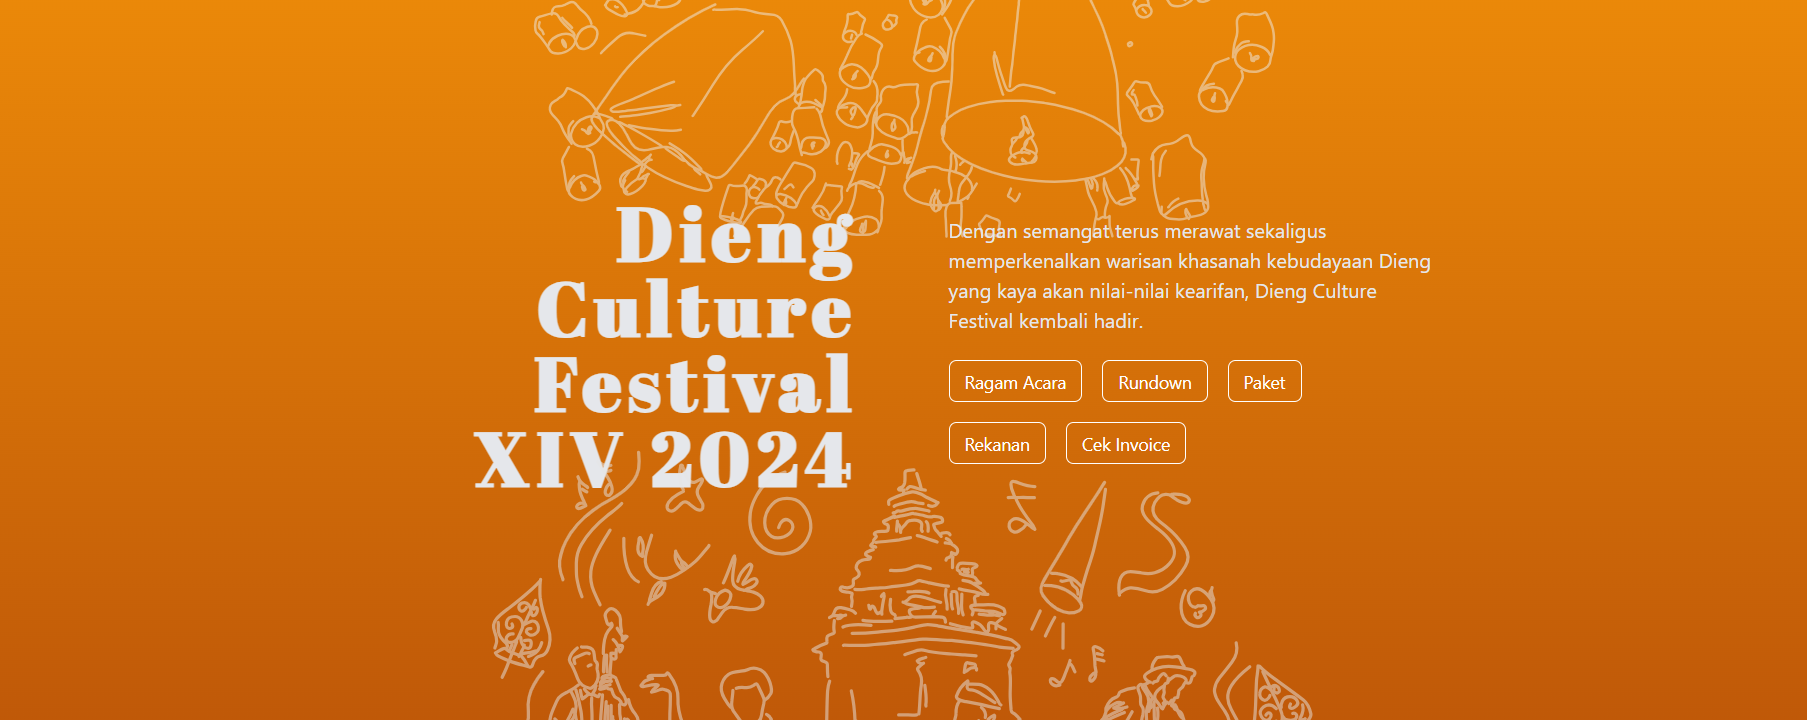 Dieng
Culture
Festival
XIV 2024
Dengan semangat terus merawat sekaligus
memperkenalkan warisan khasanah kebudayaan Dieng
yang kaya akan nilai-nilai kearifan, Dieng Culture
Festival kembali hadir.
Ragam Acara
Rundown
Paket
Rekanan
Cek Invoice